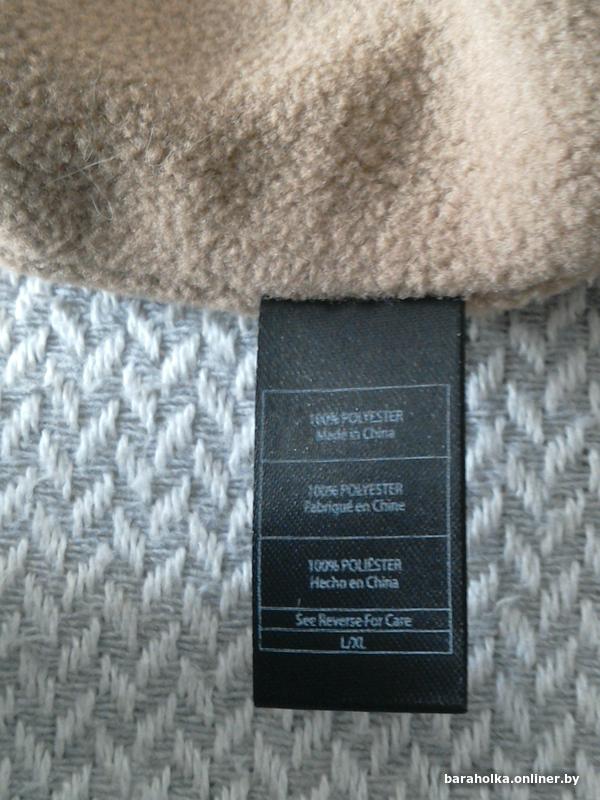 100% POLYESTER
Made in China
100% POLYESTER
Fabriqué en Chine
100% POLIÉSTER
Hecho en China
See Reverse For Care
L/XL
baraholka.onliner.by